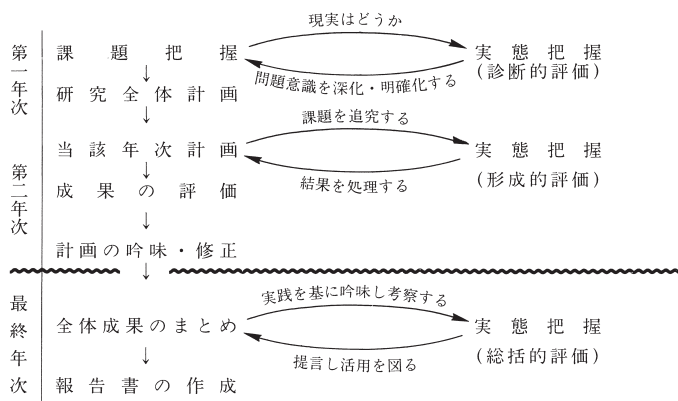 現実はどうか
第一年次
課題把握
実態把握
(診断的評価)
問題意識を深化・明確化する
研究全体計画
課題を追究する
当該年次計画
実態把握
(形成的評価)
第二年次
結果を処理する
成果の評価
計画の吟味・修正
実践を基に吟味し考察する
最終年次
全体成果のまとめ
実態把握
(総括的評価)
提言し活用を図る
報告書の作成